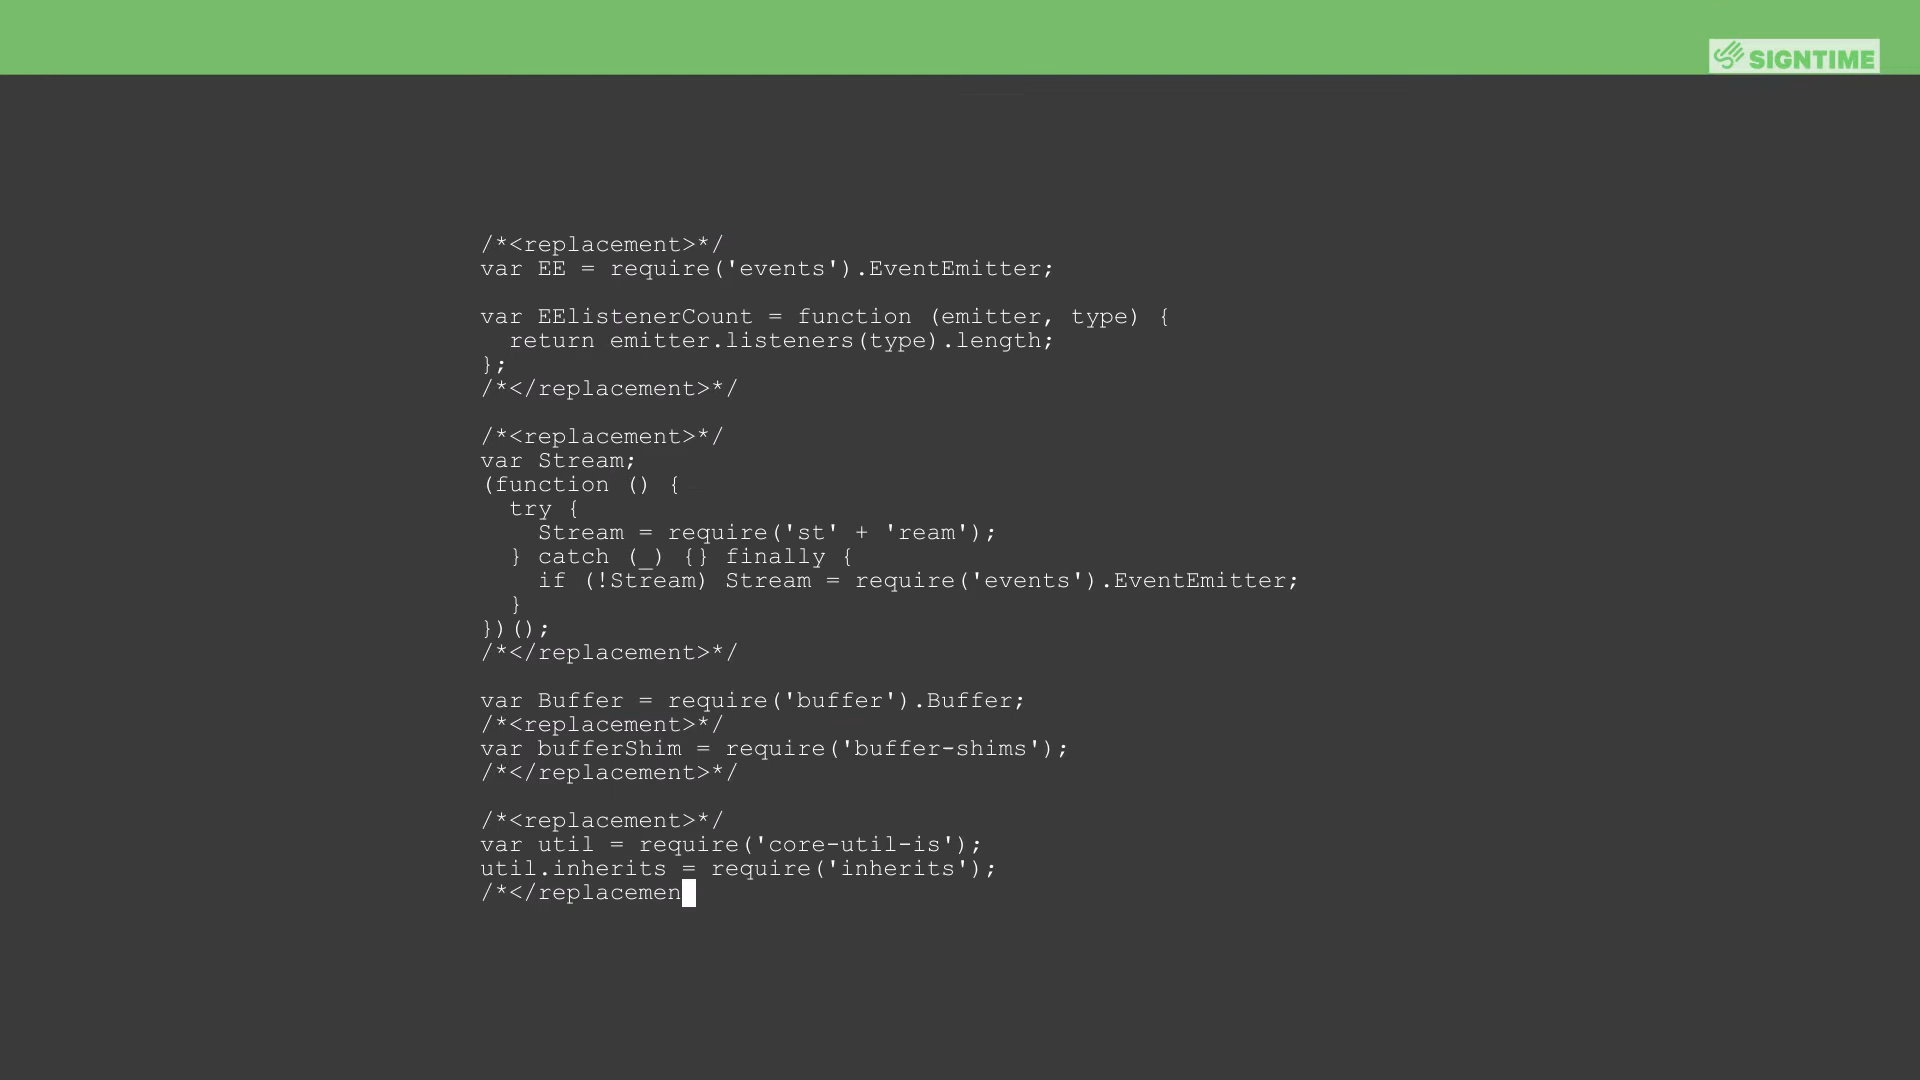 SIGNTIME
/*<replacement>*/
var EE = require('events').EventEmitter;
var EElistenerCount = function (emitter, type) {
  return emitter.listeners(type).length;
};
/*</replacement>*/
/*<replacement>*/
var Stream;
(function () {
  try {
    Stream = require('st' + 'ream');
  } catch (_) {} finally {
    if (!Stream) Stream = require('events').EventEmitter;
  }
})();
/*</replacement>*/
var Buffer = require('buffer').Buffer;
/*<replacement>*/
var bufferShim = require('buffer-shims');
/*</replacement>*/
/*<replacement>*/
var util = require('core-util-is');
util.inherits = require('inherits');
/*</replacemen